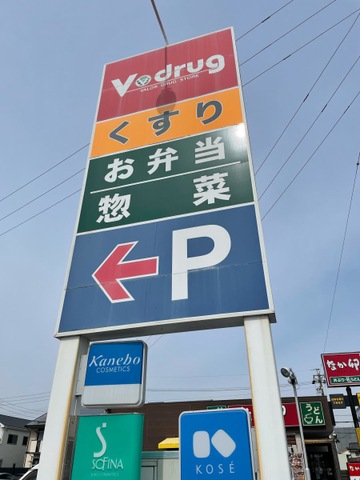 V・drug
VALOR DRUG STORE
くすり
お弁当
惣菜
P
Kanebo
COSMETICS
SOFINA
KOSÉ
なか卯
うどん